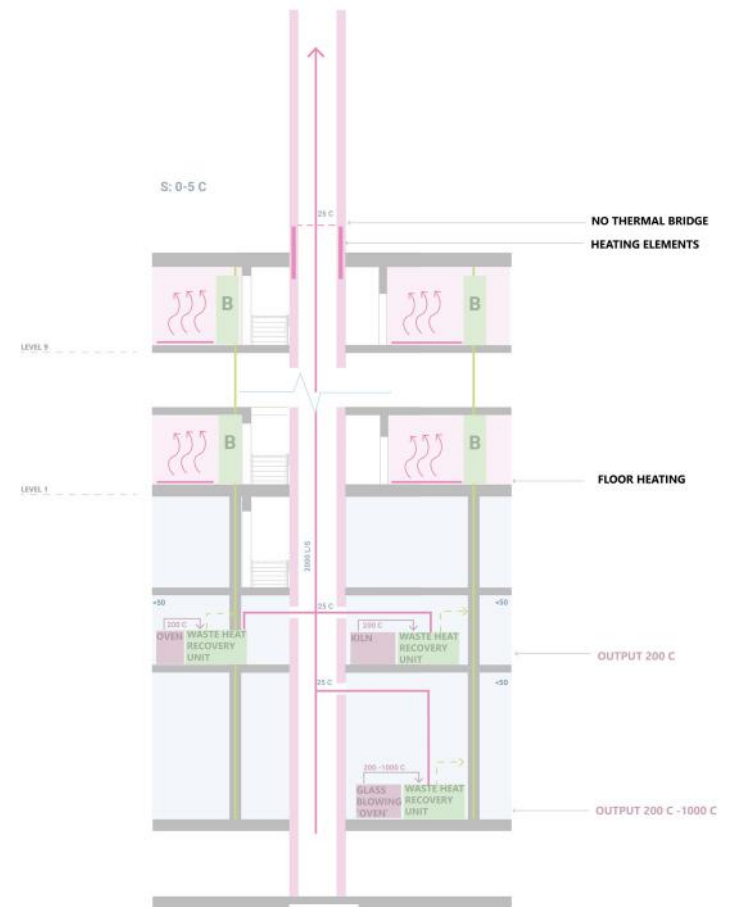 S: 0-5 C
25 C
NO THERMAL BRIDGE
HEATING ELEMENTS
B
B
LEVEL 9
B
B
FLOOR HEATING
LEVEL 1
2000 L/S
<50
25 C
<50
200 C
OVEN
WASTE HEAT
RECOVERY
UNIT
200 C
KILN
WASTE HEAT
RECOVERY
UNIT
OUTPUT 200 C
25 C
<50
200 -1000 C
GLASS
BLOWING
'OVEN'
WASTE HEAT
RECOVERY
UNIT
OUTPUT 200 C -1000 C